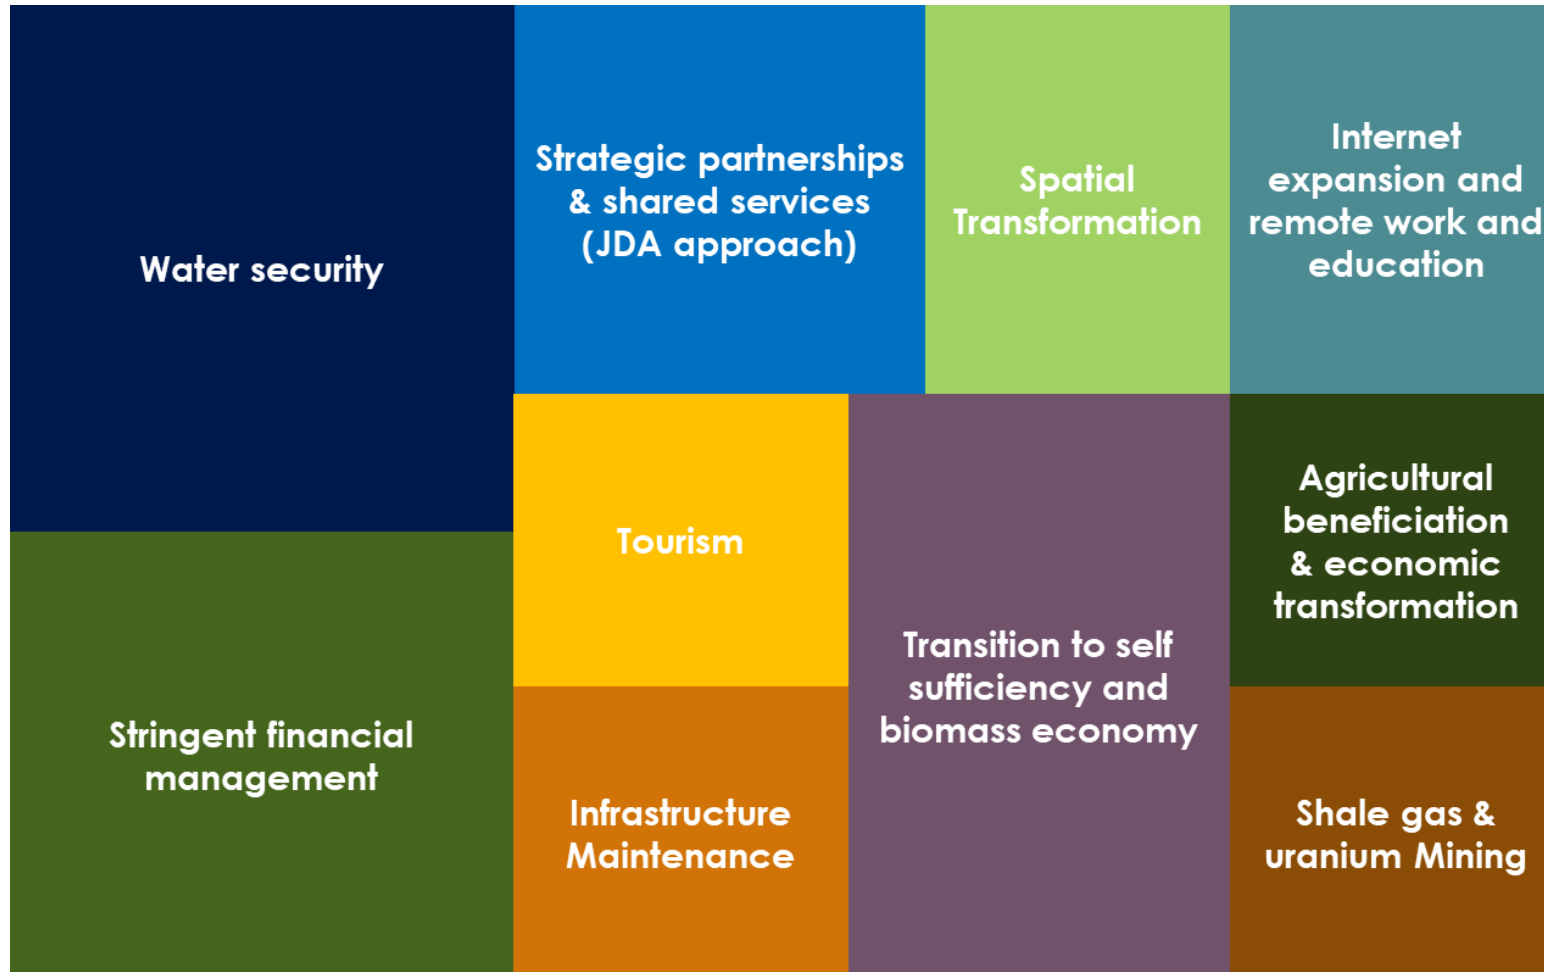 Water security
Strategic partnerships
& shared services
(JDA approach)
Spatial
Transformation
Internet
expansion and
remote work and
education
Stringent financial
management
Tourism
Infrastructure
Maintenance
Transition to self
sufficiency and
biomass economy
Agricultural
beneficiation
& economic
transformation
Shale gas &
uranium Mining